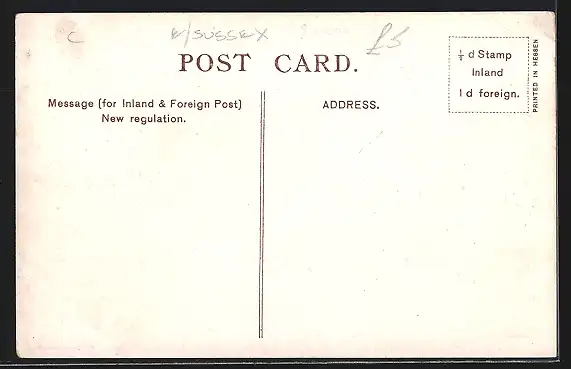 C E/SUSSEX £5
POST CARD.
½ d Stamp
Inland
1 d foreign.
PRINTED IN HESSEN
Message (for Inland & Foreign Post)
New regulation.
ADDRESS.